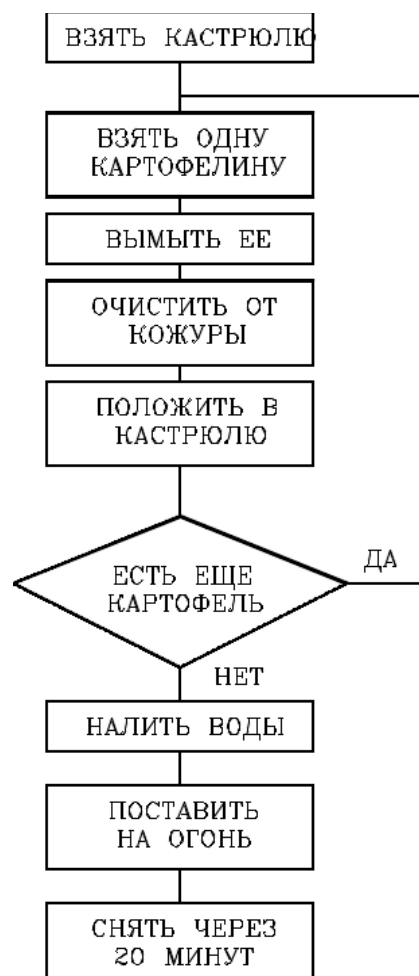 ВЗЯТЬ КАСТРЮЛЮ
ВЗЯТЬ ОДНУ
КАРТОФЕЛИНУ
ВЫМЫТЬ ЕЕ
ОЧИСТИТЬ ОТ
КОЖУРЫ
ПОЛОЖИТЬ В
КАСТРЮЛЮ
ЕСТЬ ЕЩЕ
КАРТОФЕЛЬ
ДА
НЕТ
НАЛИТЬ ВОДЫ
ПОСТАВИТЬ
НА ОГОНЬ
СНЯТЬ ЧЕРЕЗ
20 МИНУТ